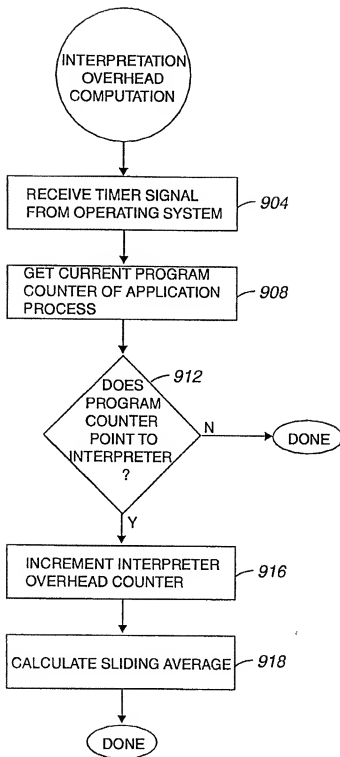 INTERPRETATION
OVERHEAD
COMPUTATION
RECEIVE TIMER SIGNAL
FROM OPERATING SYSTEM
904
GET CURRENT PROGRAM
COUNTER OF APPLICATION
PROCESS
908
912
DOES
PROGRAM
COUNTER
POINT TO
INTERPRETER
?
N
DONE
Y
INCREMENT INTERPRETER
OVERHEAD COUNTER
916
CALCULATE SLIDING AVERAGE
918
DONE